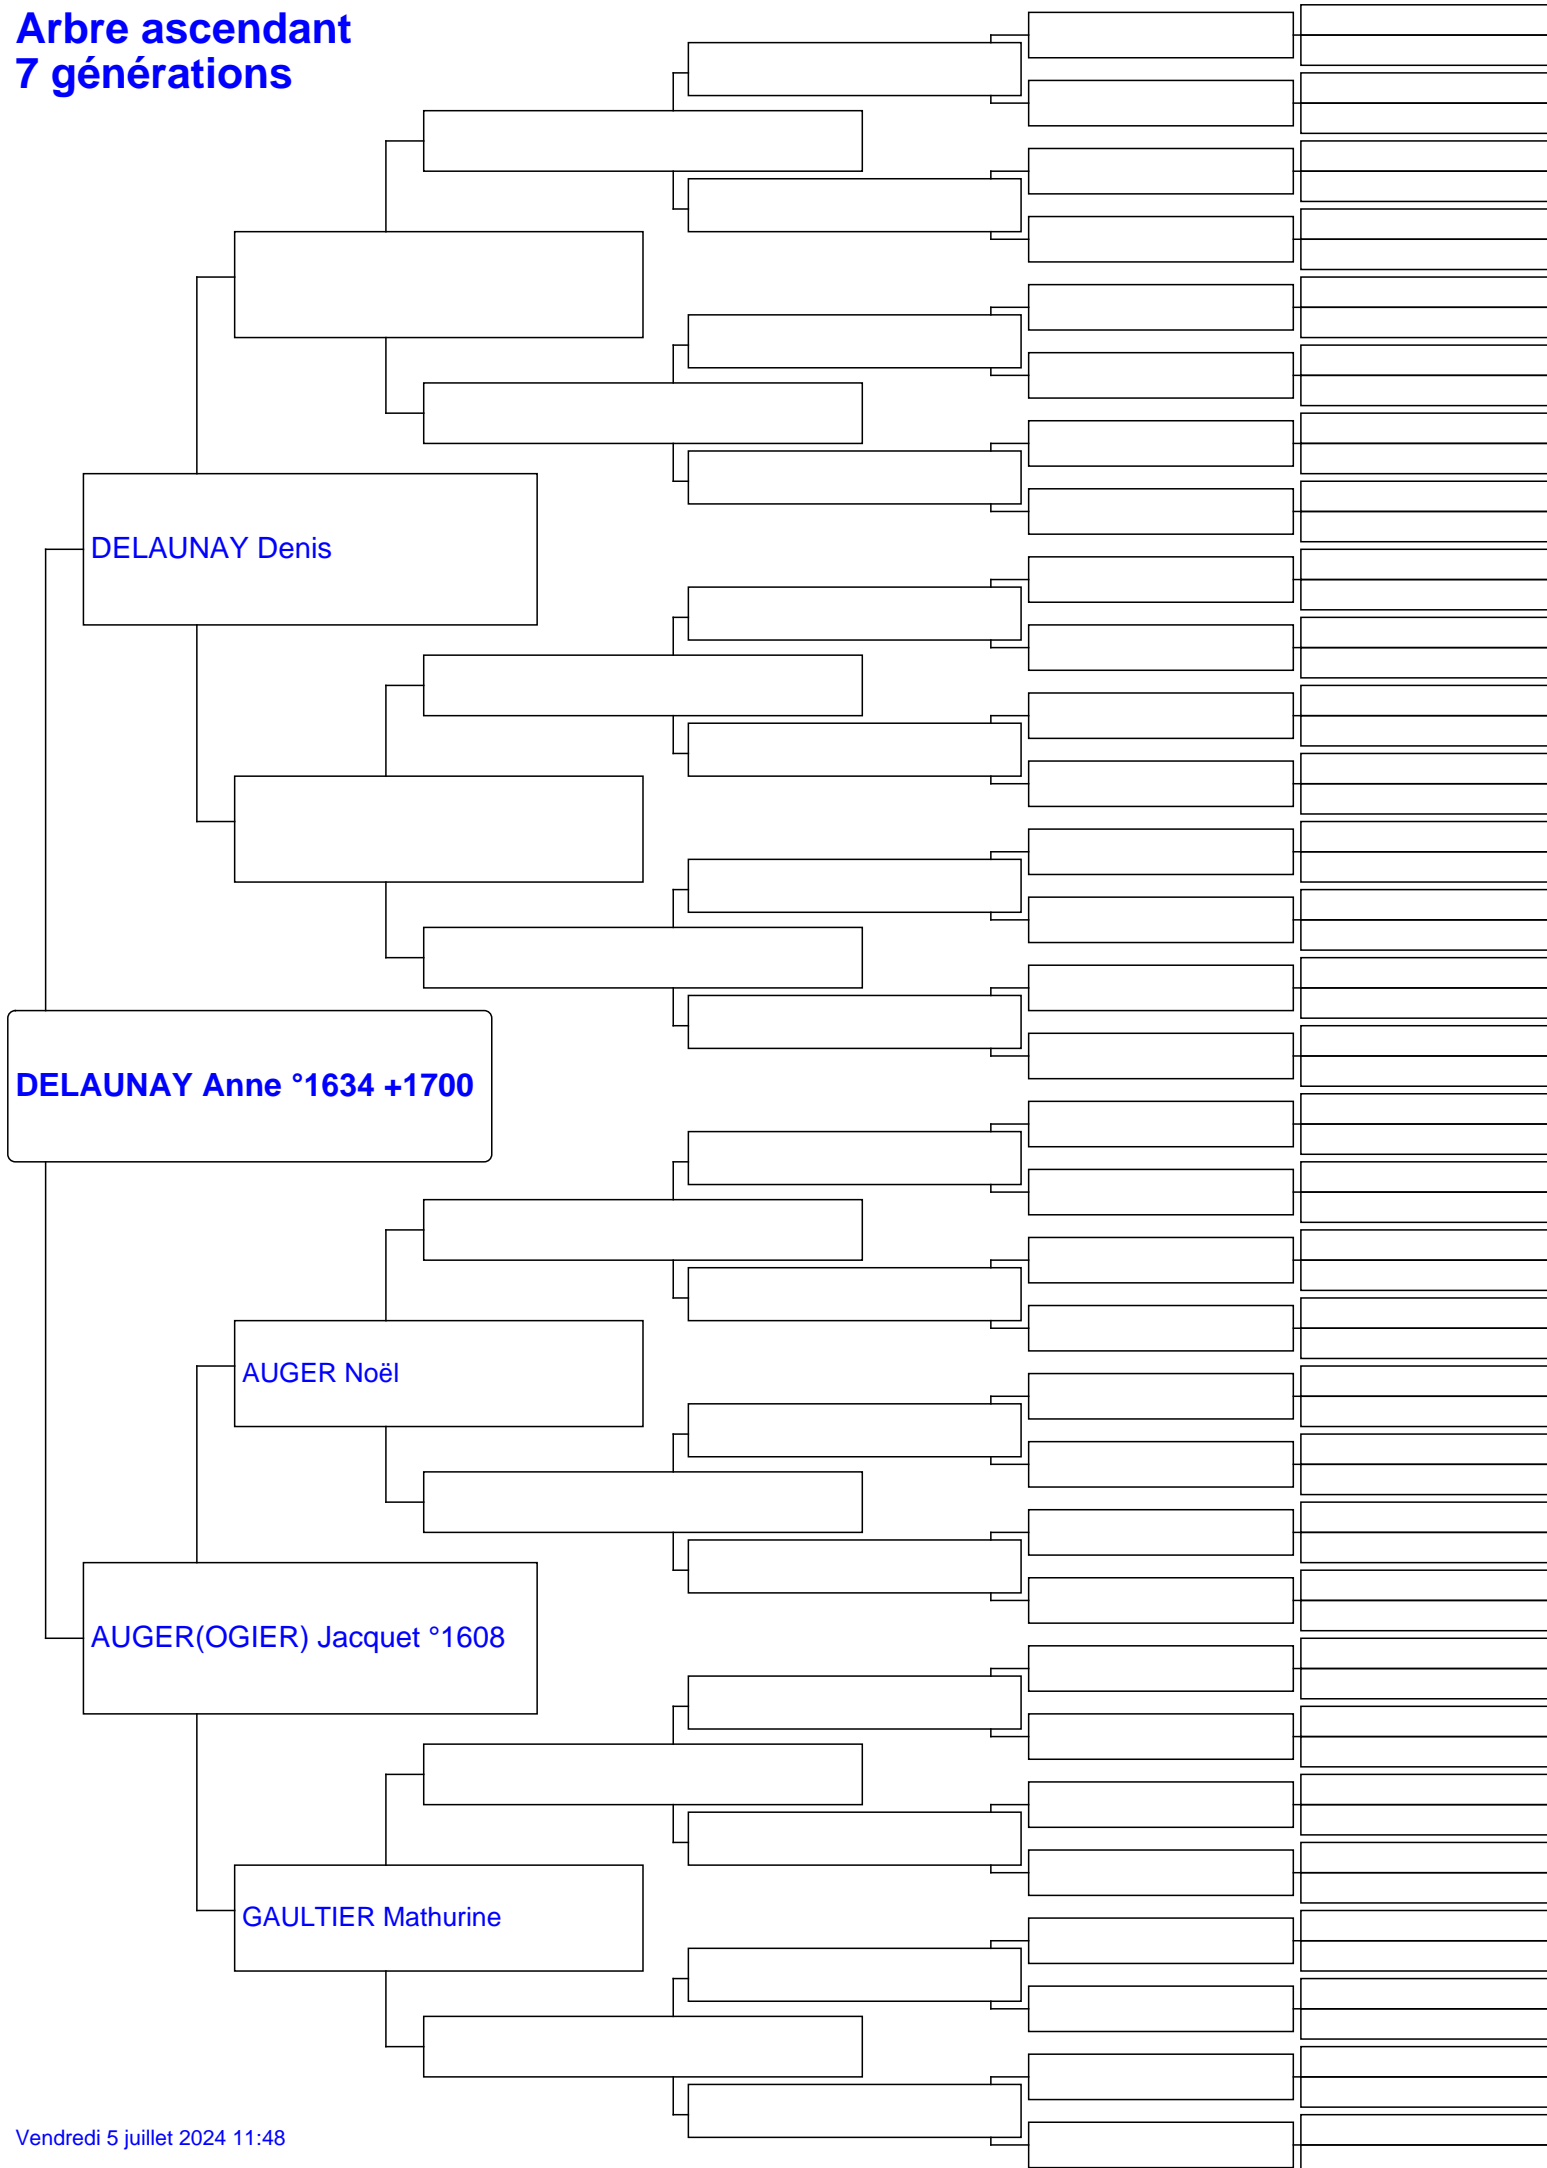 Arbre ascendant
7 générations
DELAUNAY Denis
DELAUNAY Anne °1634 +1700
AUGER Noël
AUGER(OGIER) Jacquet °1608
GAULTIER Mathurine
Vendredi 5 juillet 2024 11:48